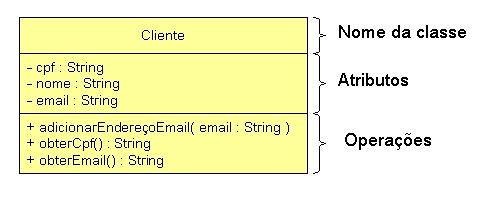 Cliente
Nome da classe
- cpf : String
- nome : String
- email : String
Atributos
+ adicionarEndereçoEmail( email : String )
+ obterCpf() : String
+ obterEmail() : String
Operações